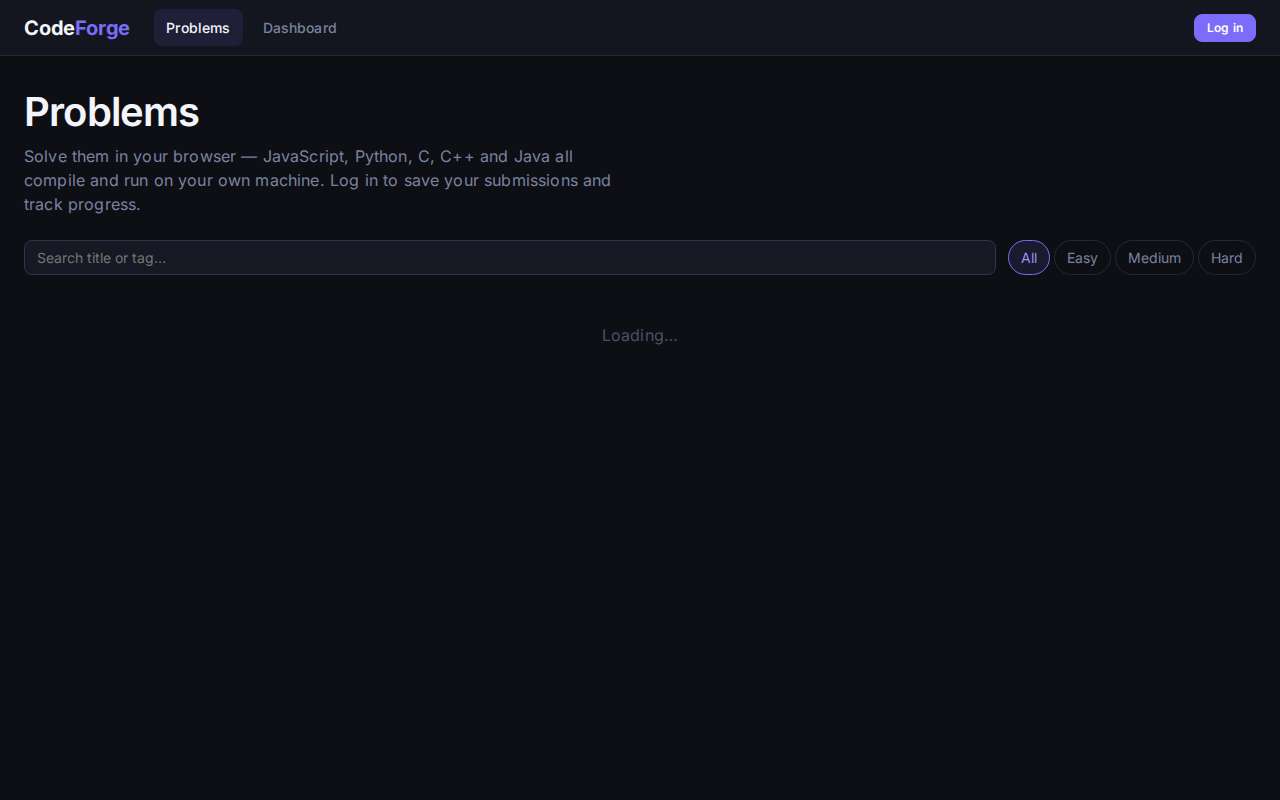 CodeForge Problems Dashboard Log in
Problems
Solve them in your browser — JavaScript, Python, C, C++ and Java all
compile and run on your own machine. Log in to save your submissions and
track progress.
Search title or tag... All Easy Medium Hard
Loading...